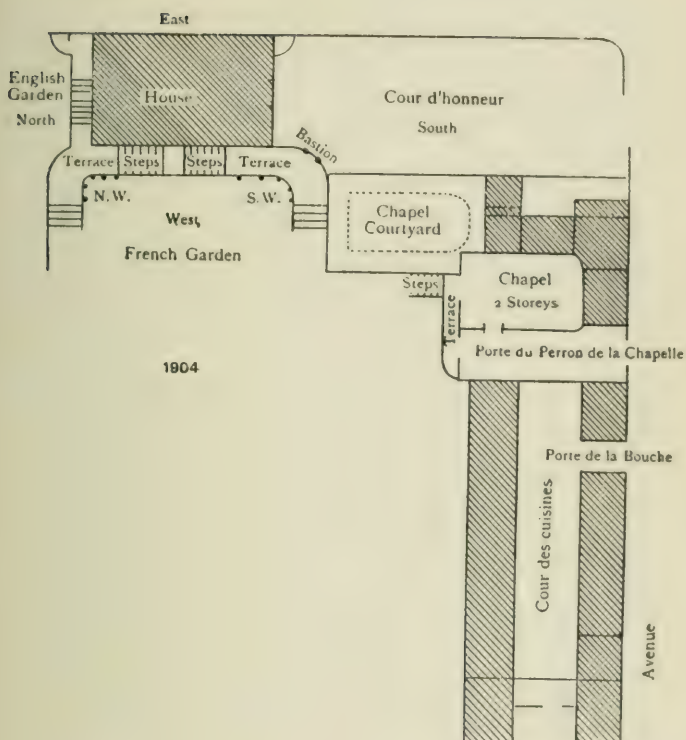 East
English
Garden
North
House
Cour d'honneur
South
Bastion
Terrace
Steps
Steps
Terrace
N.W.
S.W.
West,
French Garden
Chapel
Courtyard
Steps
Chapel
2 Storeys
Terrace
Porte du Perron de la Chapelle
1904
Porte de la Bouche
Cour des cuisines
Avenue